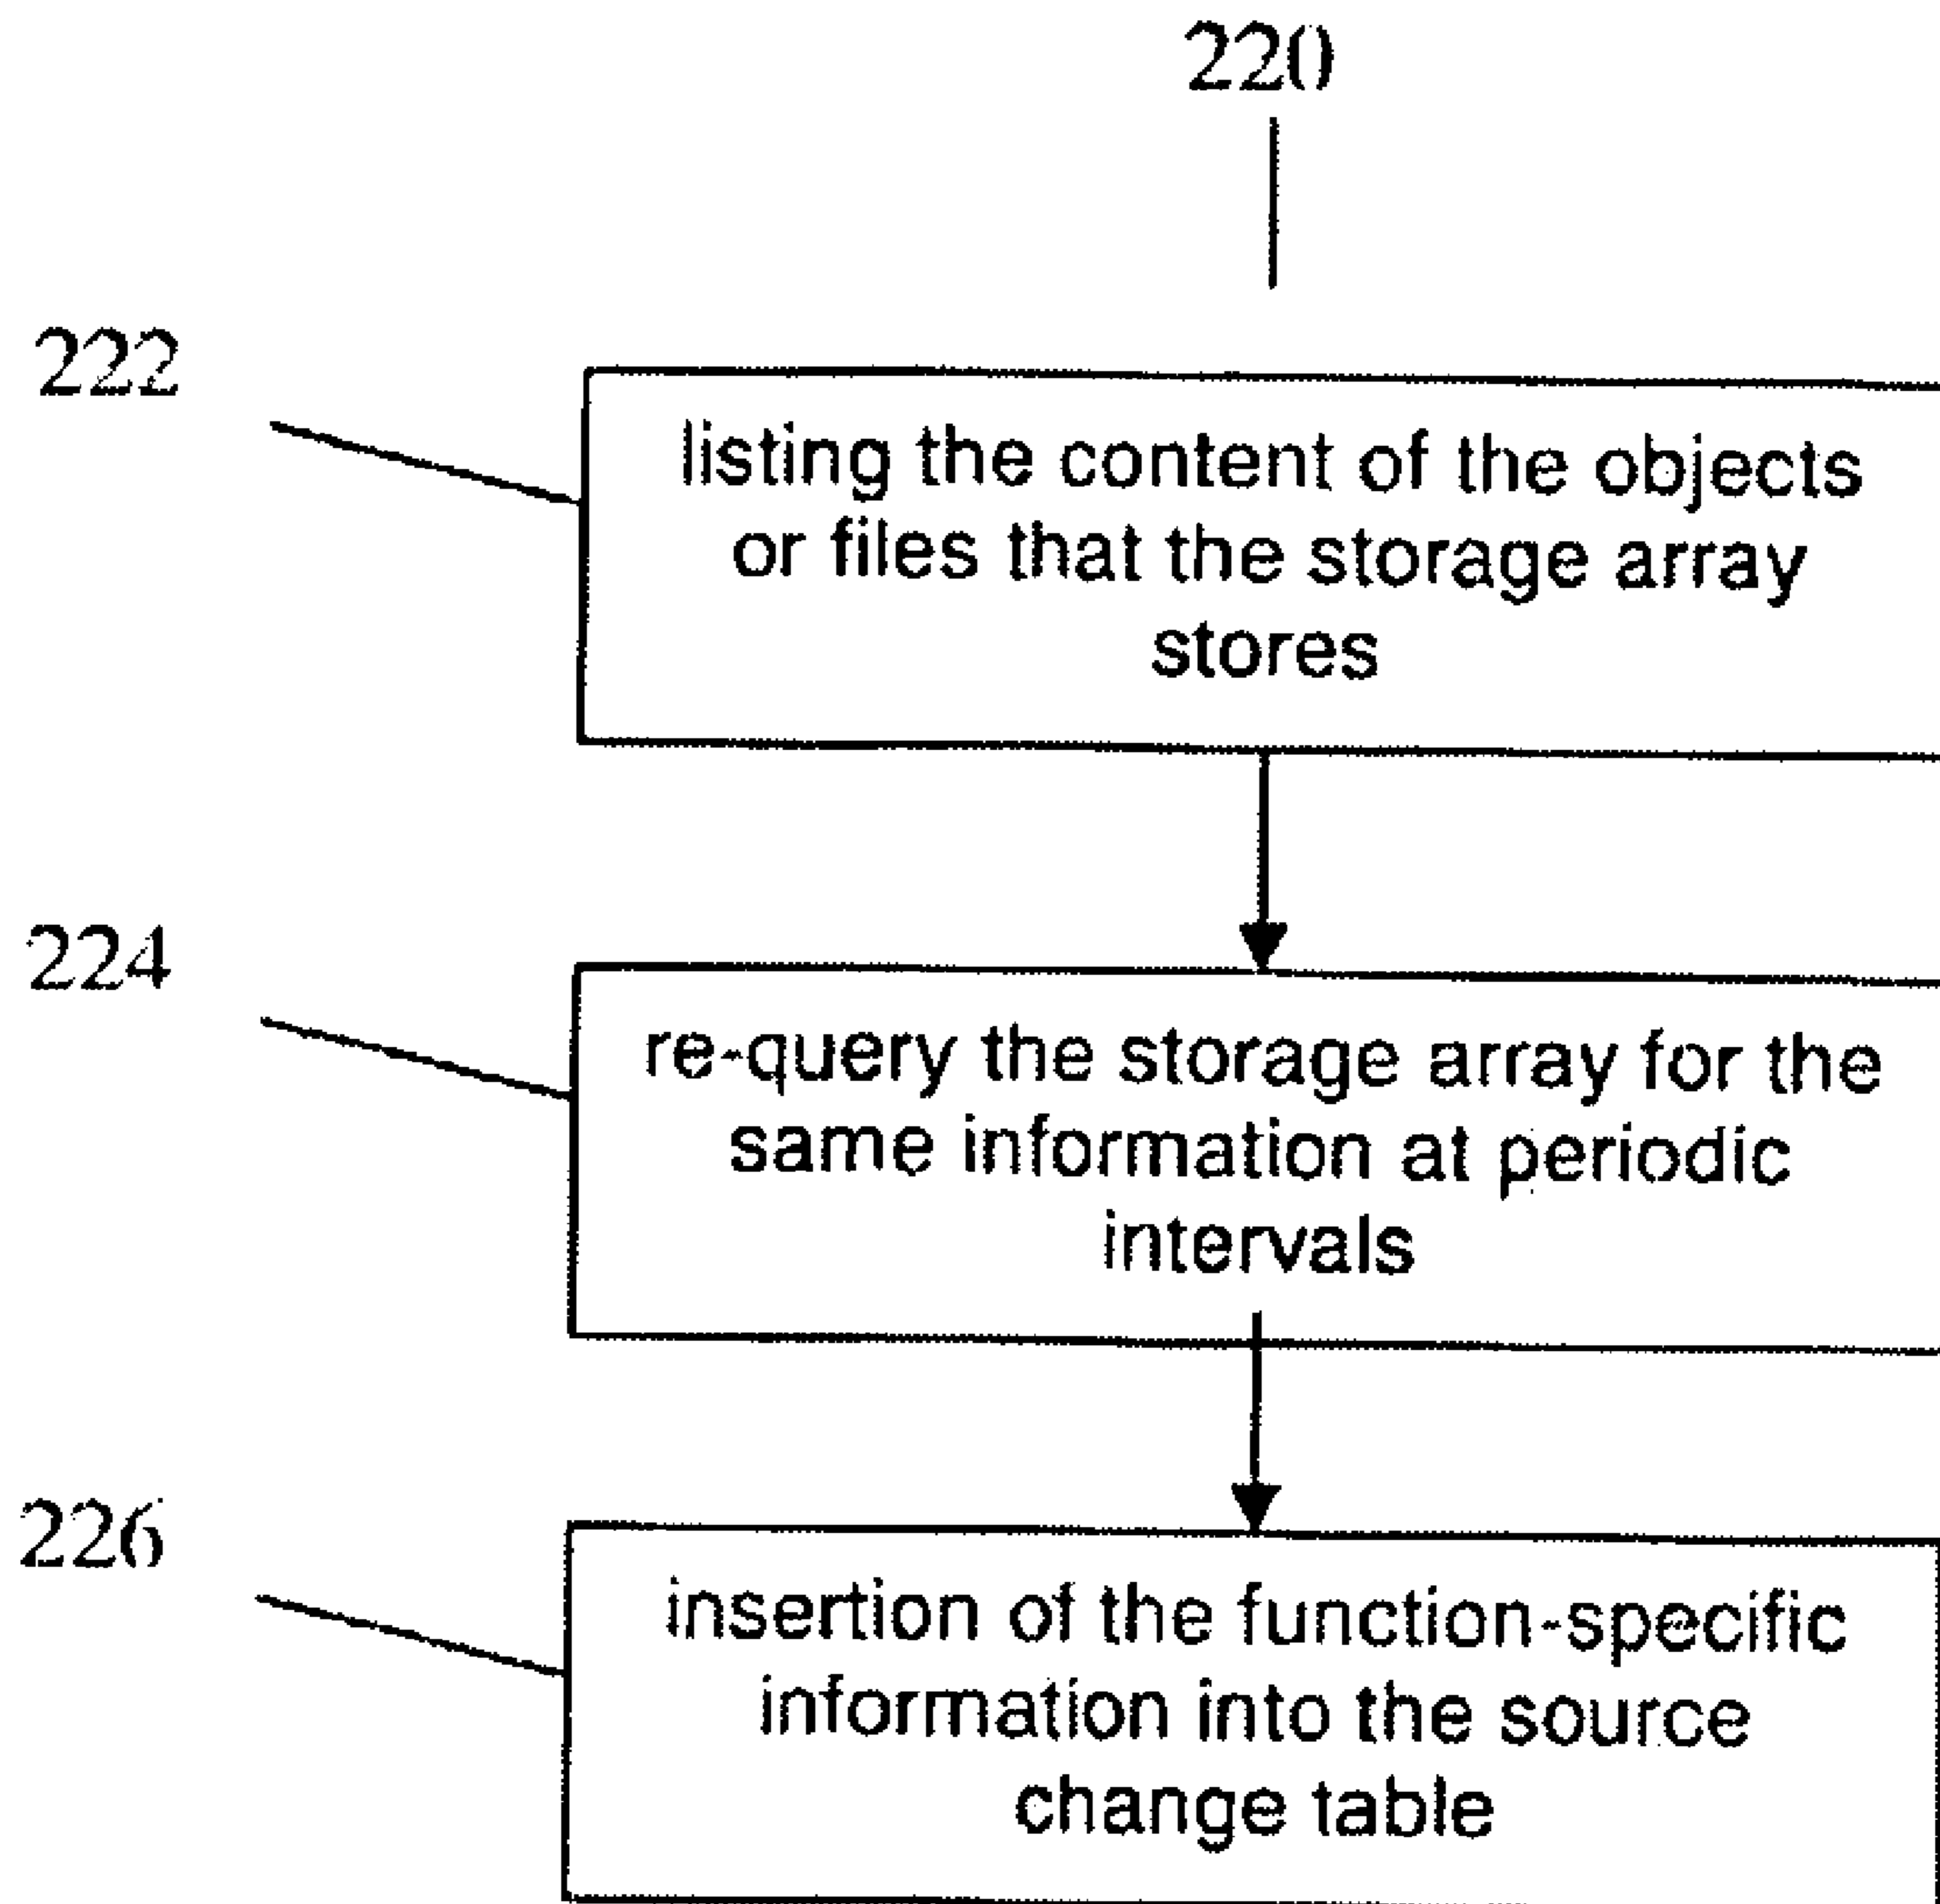 220
222
listing the content of the objects
or files that the storage array
stores
224
re-query the storage array for the
same information at periodic
intervals
226
insertion of the function-specific
information into the source
change table